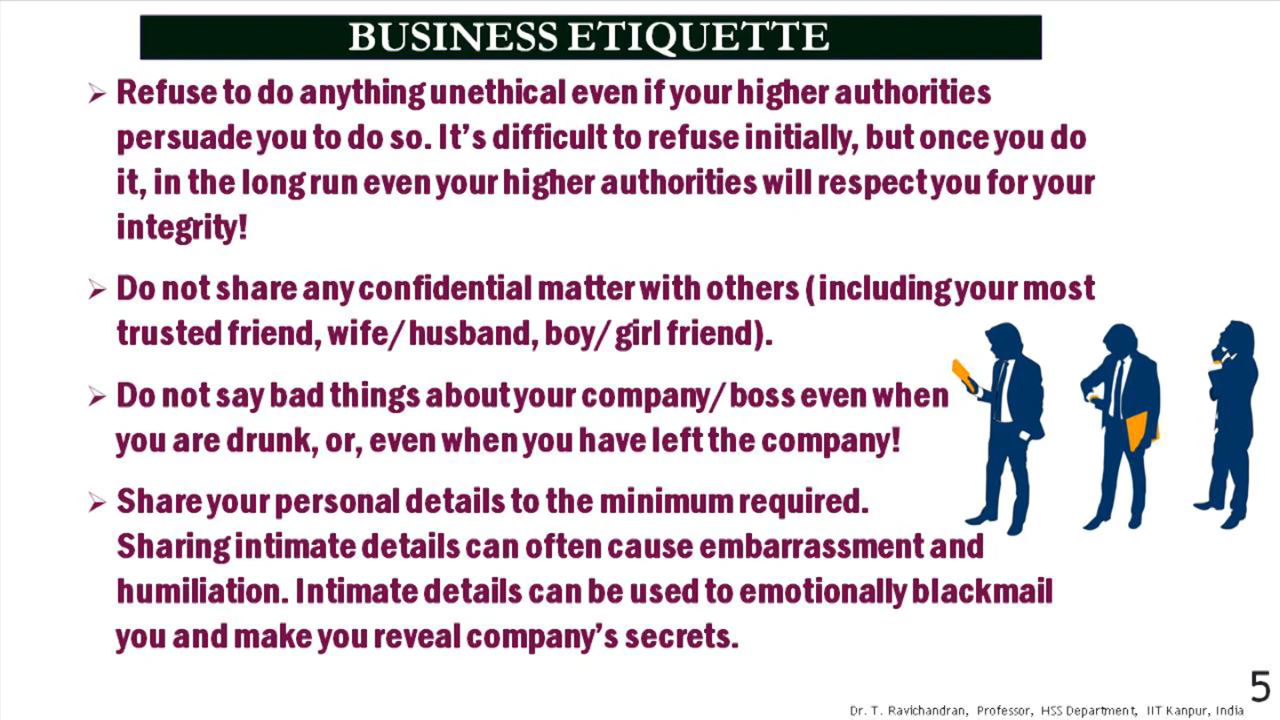 BUSINESS ETIQUETTE
➢ Refuse to do anything unethical even if your higher authorities
persuade you to do so. It’s difficult to refuse initially, but once you do
it, in the long run even your higher authorities will respect you for your
integrity!
➢ Do not share any confidential matter with others (including your most
trusted friend, wife/husband, boy/girl friend).
➢ Do not say bad things about your company/boss even when
you are drunk, or, even when you have left the company!
➢ Share your personal details to the minimum required.
Sharing intimate details can often cause embarrassment and
humiliation. Intimate details can be used to emotionally blackmail
you and make you reveal company’s secrets.
5
Dr. T. Ravichandran, Professor, HSS Department, IIT Kanpur, India